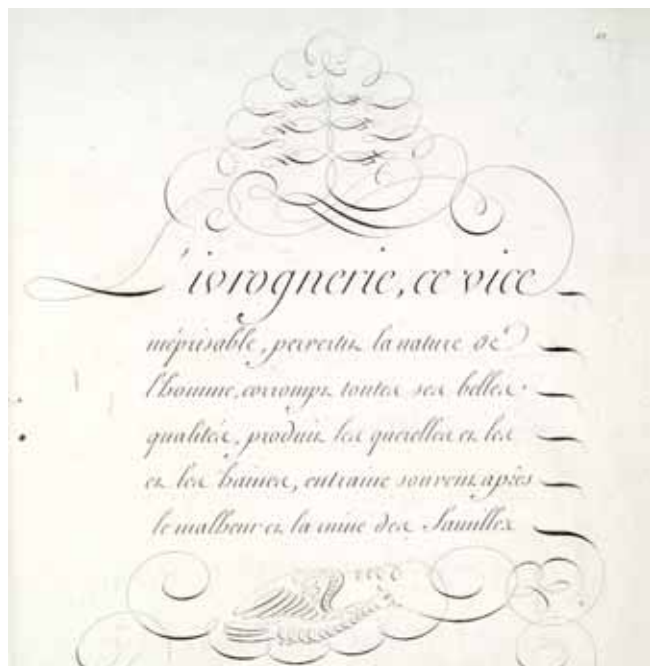 L'ivrognerie, ce vice
méprisable, pervertit la nature de
l'homme, corrompt toutes ses belles
qualités, produit les querelles et les
et les haines, entraine souvent après
le malheur et la ruine des familles